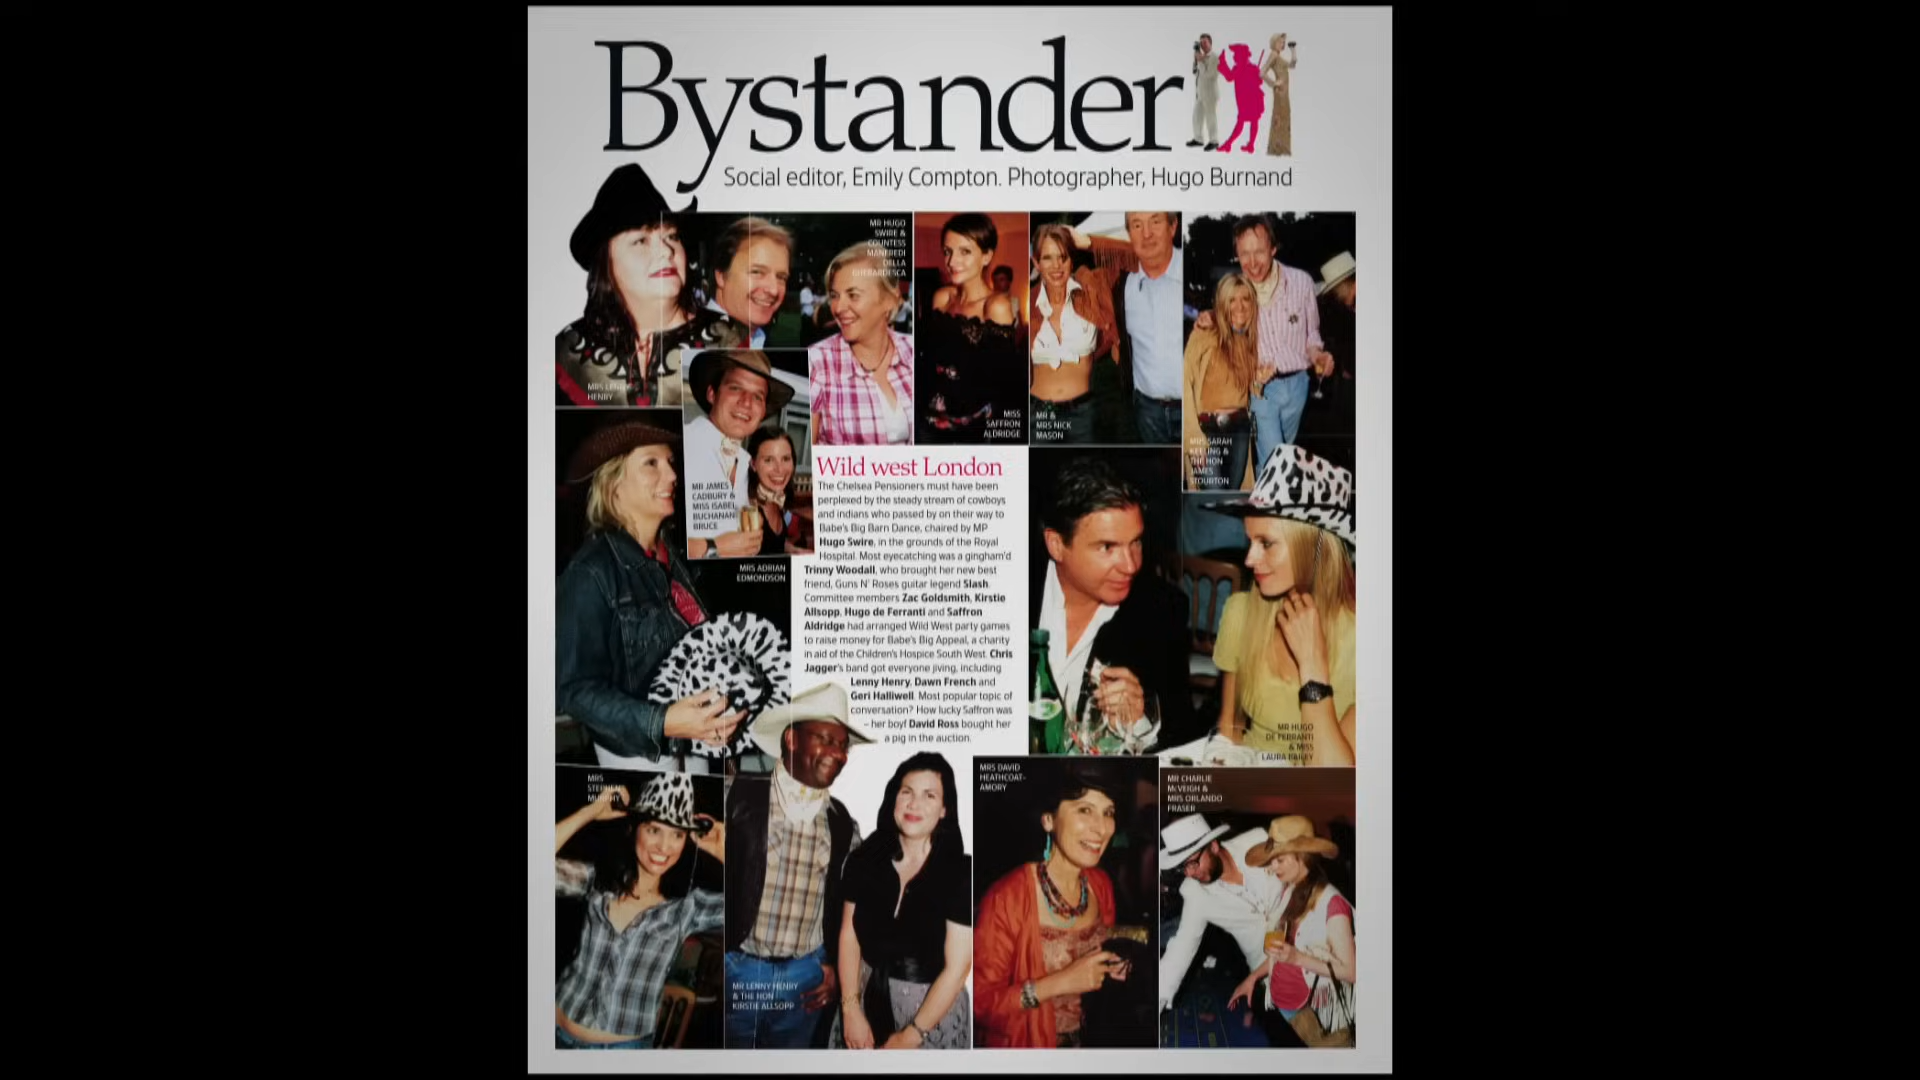 Bystander
Social editor, Emily Compton. Photographer, Hugo Burnand
MR HUGO
SWIRE &
COUNTESS
MANFREDI
DELLA
GHERARDESCA
MRS LENNY
HENRY
MISS
SAFFRON
ALDRIDGE
MR &
MRS NICK
MASON
MRS SARAH
KEELING &
THE HON
JAMES
STOURTON
MR JAMES
CADBURY &
MISS ISABEL
BUCHANAN-
BRUCE
MRS ADRIAN
EDMONDSON
Wild west London
The Chelsea Pensioners must have been
perplexed by the steady stream of cowboys
and indians who passed by on their way to
Babe's Big Barn Dance, chaired by MP
Hugo Swire, in the grounds of the Royal
Hospital. Most eyecatching was a gingham'd
Trinny Woodall, who brought her new best
friend, Guns N' Roses guitar legend Slash.
Committee members Zac Goldsmith, Kirstie
Allsopp, Hugo de Ferranti and Saffron
Aldridge had arranged Wild West party games
to raise money for Babe's Big Appeal, a charity
in aid of the Children's Hospice South West. Chris
Jagger's band got everyone jiving, including
Lenny Henry, Dawn French and
Geri Halliwell. Most popular topic of
conversation? How lucky Saffron was
– her boyf David Ross bought her
a pig in the auction.
MR HUGO
DE FERRANTI
& MISS
LAURA BAILEY
MRS
STEPHEN
MURPHY
MR LENNY HENRY
& THE HON
KIRSTIE ALLSOPP
MRS DAVID
HEATHCOAT-
AMORY
MR CHARLIE
McVEIGH &
MRS ORLANDO
FRASER